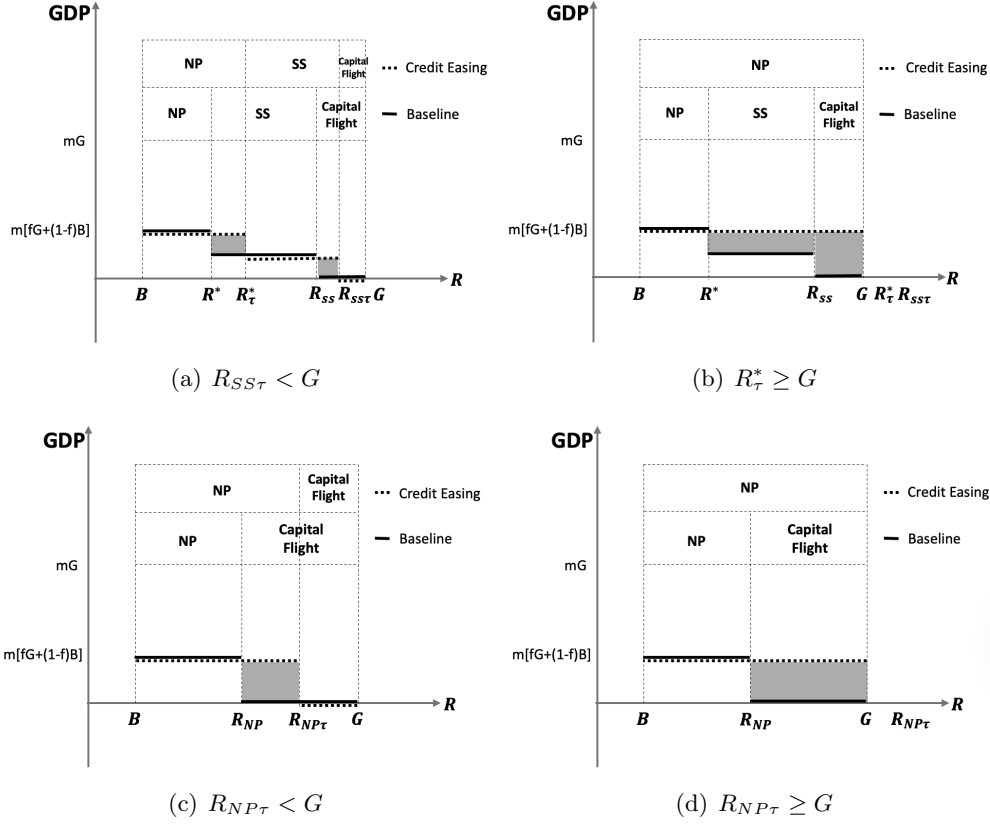 GDP
NP SS Capital Flight
Credit Easing
NP SS Capital Flight
Baseline
mG
m[fG+(1-f)B]
R
B R* R*τ Rss RSSτ G
(a) RSSτ < G
GDP
NP
Credit Easing
NP SS Capital Flight
Baseline
mG
m[fG+(1-f)B]
R
B R* Rss G R*τ RSSτ
(b) R*τ ≥ G
GDP
NP Capital Flight
Credit Easing
NP Capital Flight
Baseline
mG
m[fG+(1-f)B]
R
B RNP RNPτ G
(c) RNPτ < G
GDP
NP
Credit Easing
NP Capital Flight
Baseline
mG
m[fG+(1-f)B]
R
B RNP G RNPτ
(d) RNPτ ≥ G